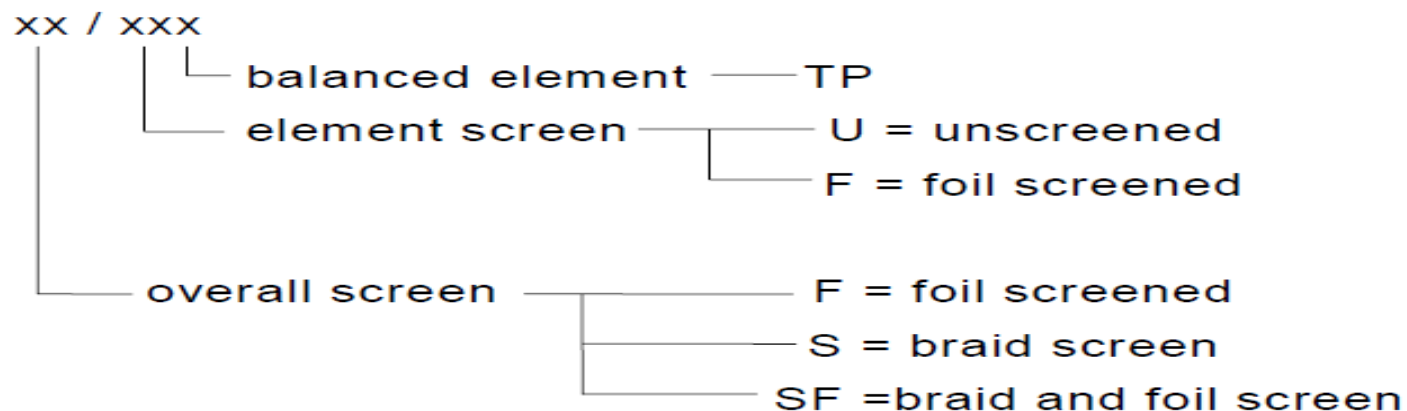 xx / xxx
balanced element TP
element screen U = unscreened
F = foil screened
overall screen F = foil screened
S = braid screen
SF =braid and foil screen